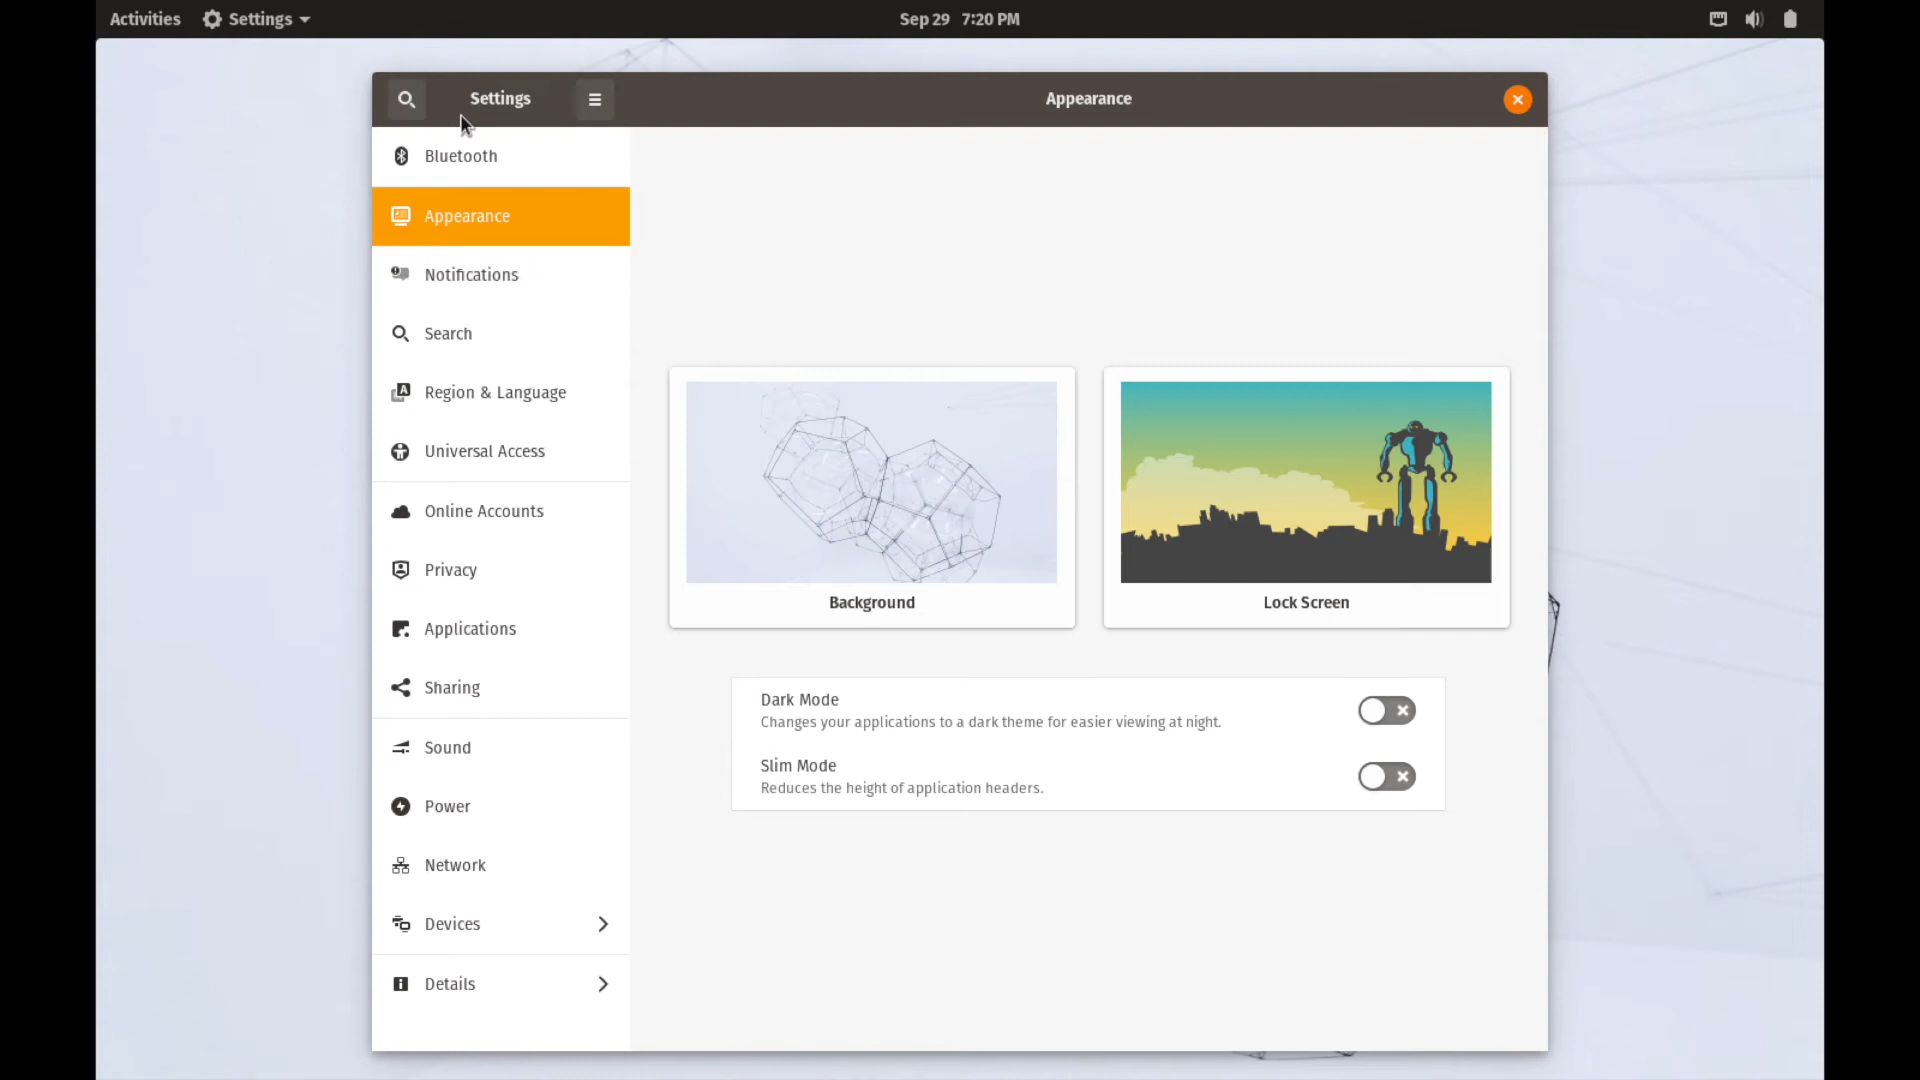 Activities Settings Sep 29 7:20 PM
Settings Appearance
Bluetooth
Appearance
Notifications
Search
Region & Language
Universal Access
Online Accounts
Privacy
Applications
Sharing
Sound
Power
Network
Devices
Details
Background Lock Screen
Dark Mode
Changes your applications to a dark theme for easier viewing at night.
Slim Mode
Reduces the height of application headers.